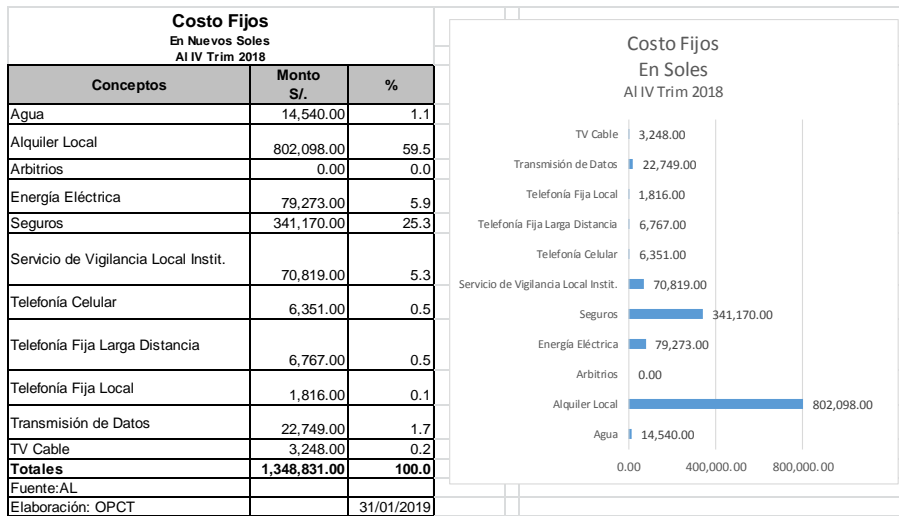 Costo Fijos
En Nuevos Soles
Al IV Trim 2018
Conceptos Monto S/. %
Agua 14,540.00 1.1
Alquiler Local 802,098.00 59.5
Arbitrios 0.00 0.0
Energía Eléctrica 79,273.00 5.9
Seguros 341,170.00 25.3
Servicio de Vigilancia Local Instit. 70,819.00 5.3
Telefonía Celular 6,351.00 0.5
Telefonía Fija Larga Distancia 6,767.00 0.5
Telefonía Fija Local 1,816.00 0.1
Transmisión de Datos 22,749.00 1.7
TV Cable 3,248.00 0.2
Totales 1,348,831.00 100.0
Fuente:AL
Elaboración: OPCT 31/01/2019
Costo Fijos
En Soles
Al IV Trim 2018
TV Cable 3,248.00
Transmisión de Datos 22,749.00
Telefonía Fija Local 1,816.00
Telefonía Fija Larga Distancia 6,767.00
Telefonía Celular 6,351.00
Servicio de Vigilancia Local Instit. 70,819.00
Seguros 341,170.00
Energía Eléctrica 79,273.00
Arbitrios 0.00
Alquiler Local 802,098.00
Agua 14,540.00
0.00 400,000.00 800,000.00